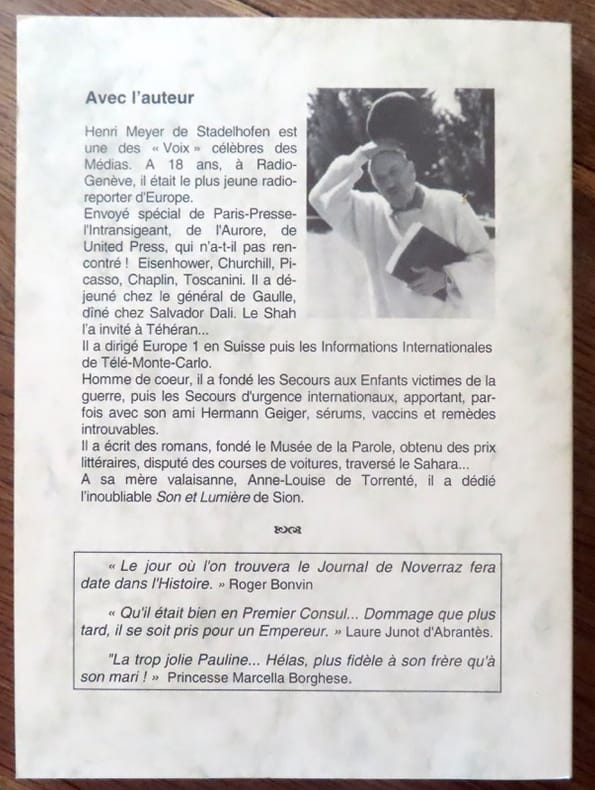 Avec l'auteur
Henri Meyer de Stadelhofen est
une des « Voix » célèbres des
Médias. A 18 ans, à Radio-
Genève, il était le plus jeune radio-
reporter d'Europe.
Envoyé spécial de Paris-Presse-
l'Intransigeant, de l'Aurore, de
United Press, qui n'a-t-il pas ren-
contré ! Eisenhower, Churchill, Pi-
casso, Chaplin, Toscanini. Il a dé-
jeuné chez le général de Gaulle,
dîné chez Salvador Dali. Le Shah
l'a invité à Téhéran...
Il a dirigé Europe 1 en Suisse puis les Informations Internationales
de Télé-Monte-Carlo.
Homme de coeur, il a fondé les Secours aux Enfants victimes de la
guerre, puis les Secours d'urgence internationaux, apportant, par-
fois avec son ami Hermann Geiger, sérums, vaccins et remèdes
introuvables.
Il a écrit des romans, fondé le Musée de la Parole, obtenu des prix
littéraires, disputé des courses de voitures, traversé le Sahara...
A sa mère valaisanne, Anne-Louise de Torrenté, il a dédié
l'inoubliable Son et Lumière de Sion.
« Le jour où l'on trouvera le Journal de Noverraz fera
date dans l'Histoire. » Roger Bonvin
« Qu'il était bien en Premier Consul... Dommage que plus
tard, il se soit pris pour un Empereur. » Laure Junot d'Abrantès.
"La trop jolie Pauline... Hélas, plus fidèle à son frère qu'à
son mari ! » Princesse Marcella Borghese.